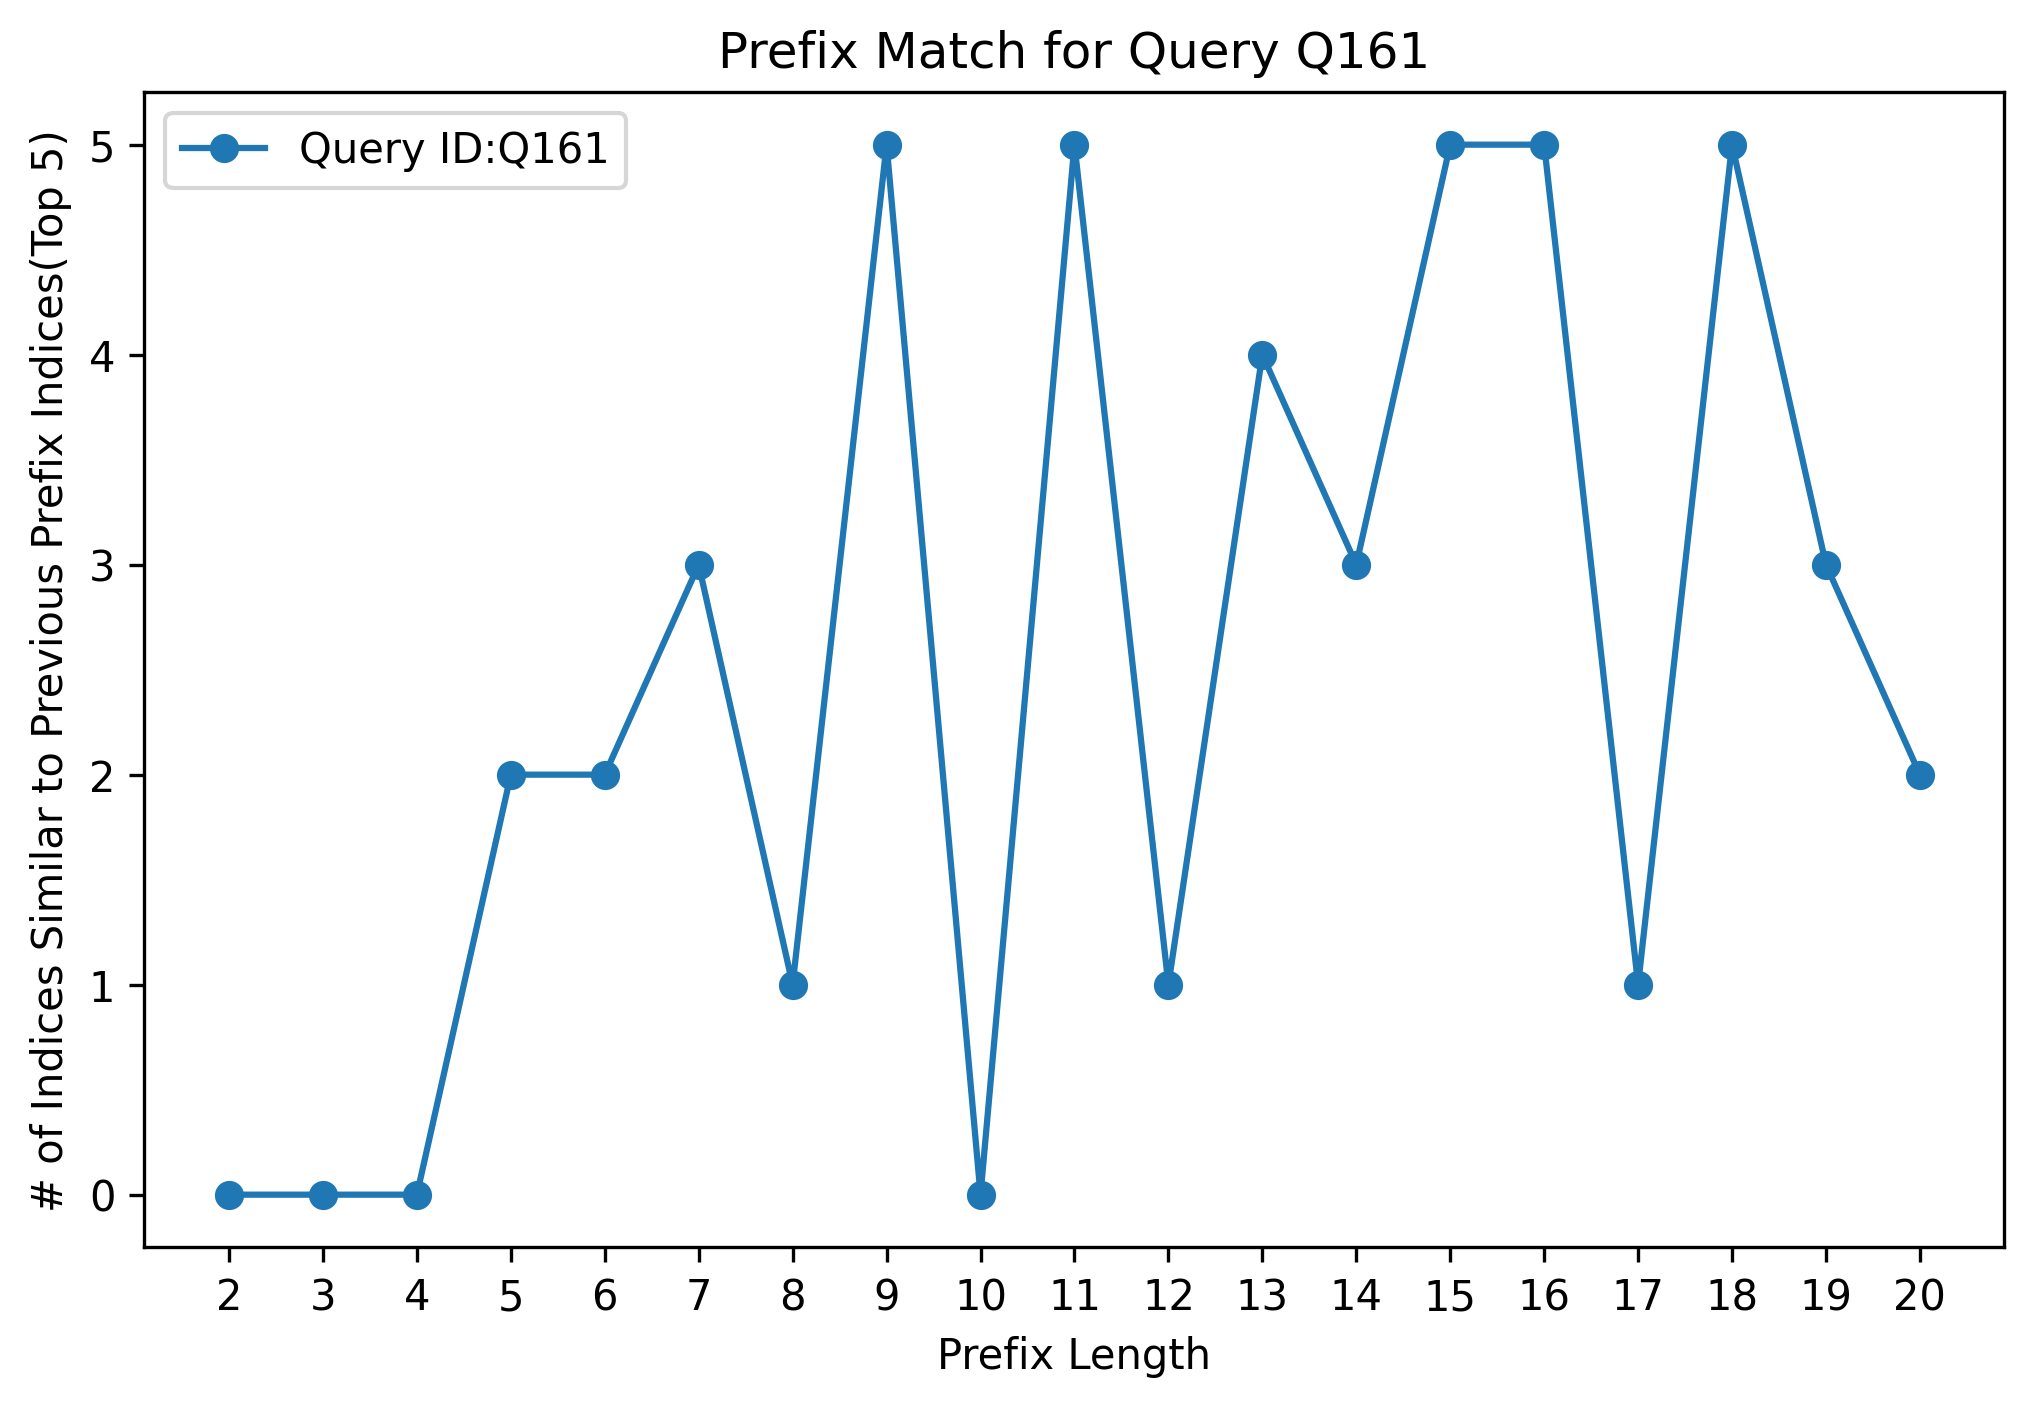 Prefix Match for Query Q161
Query ID:Q161
# of Indices Similar to Previous Prefix Indices(Top 5)
5
4
3
2
1
0
2 3 4 5 6 7 8 9 10 11 12 13 14 15 16 17 18 19 20
Prefix Length